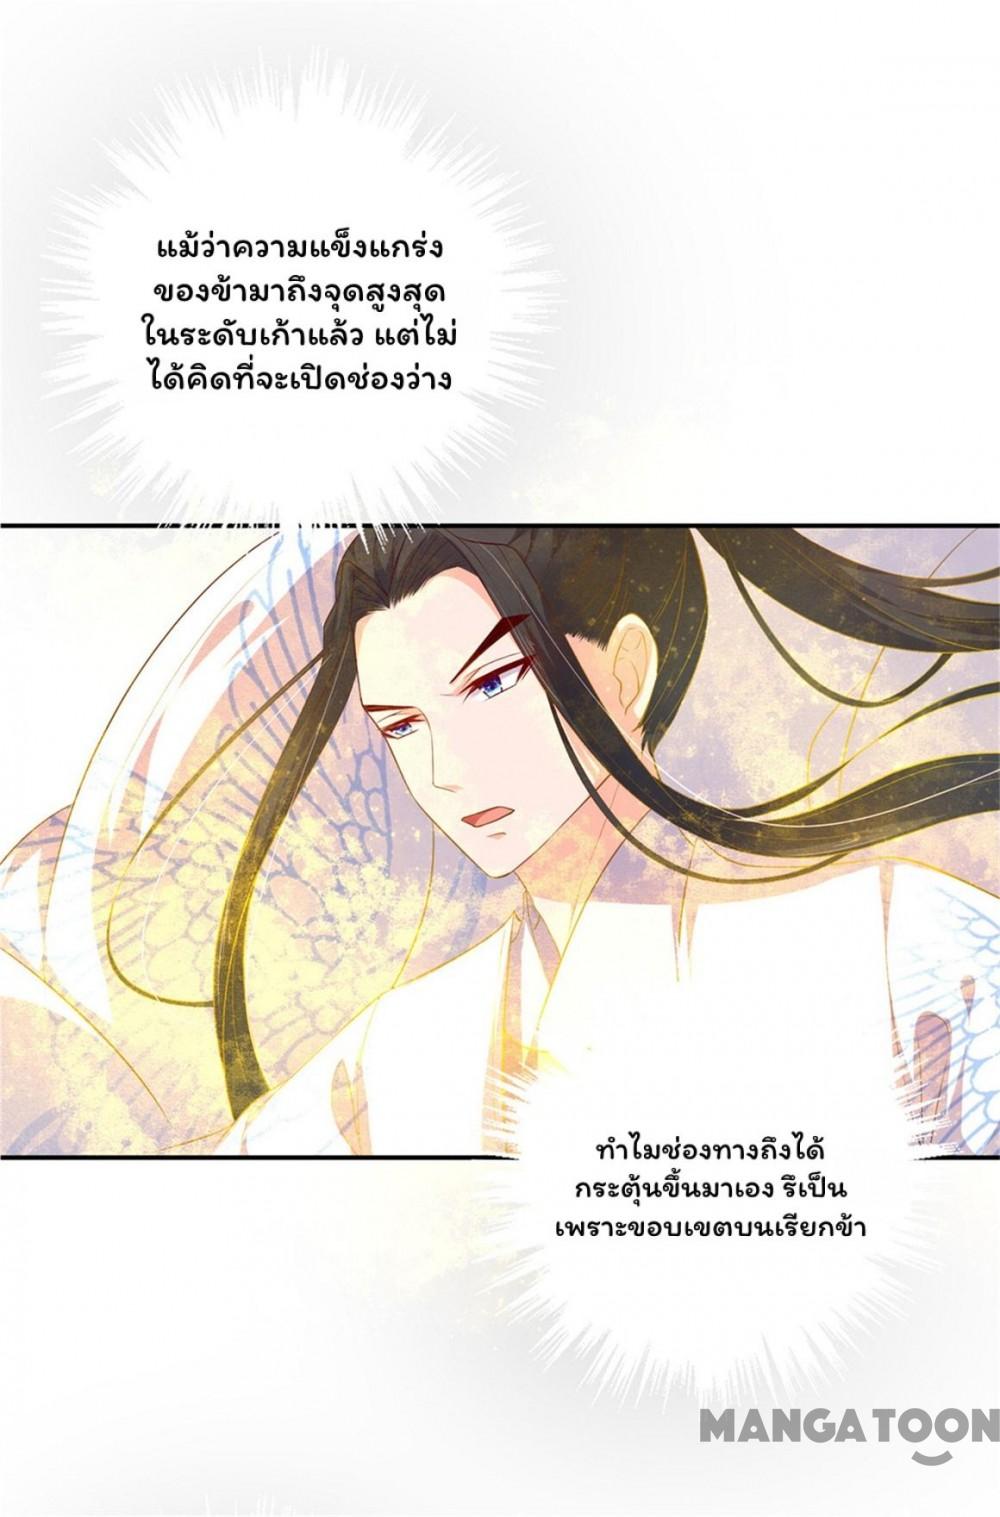 แม้ว่าความแข็งแกร่ง
ของข้ามาถึงจุดสูงสุด
ในระดับเก้าแล้ว แต่ไม่
ได้คิดที่จะเปิดช่องว่าง
ทำไมช่องทางถึงได้
กระตุ้นขึ้นมาเอง รึเป็น
เพราะขอบเขตบนเรียกข้า
MANGATOON